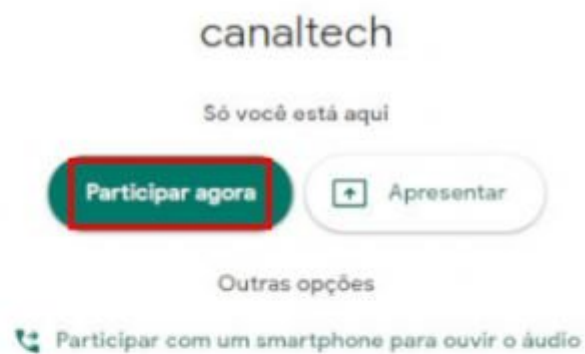 canaltech
Só você está aqui
Participar agora
Apresentar
Outras opções
Participar com um smartphone para ouvir o áudio